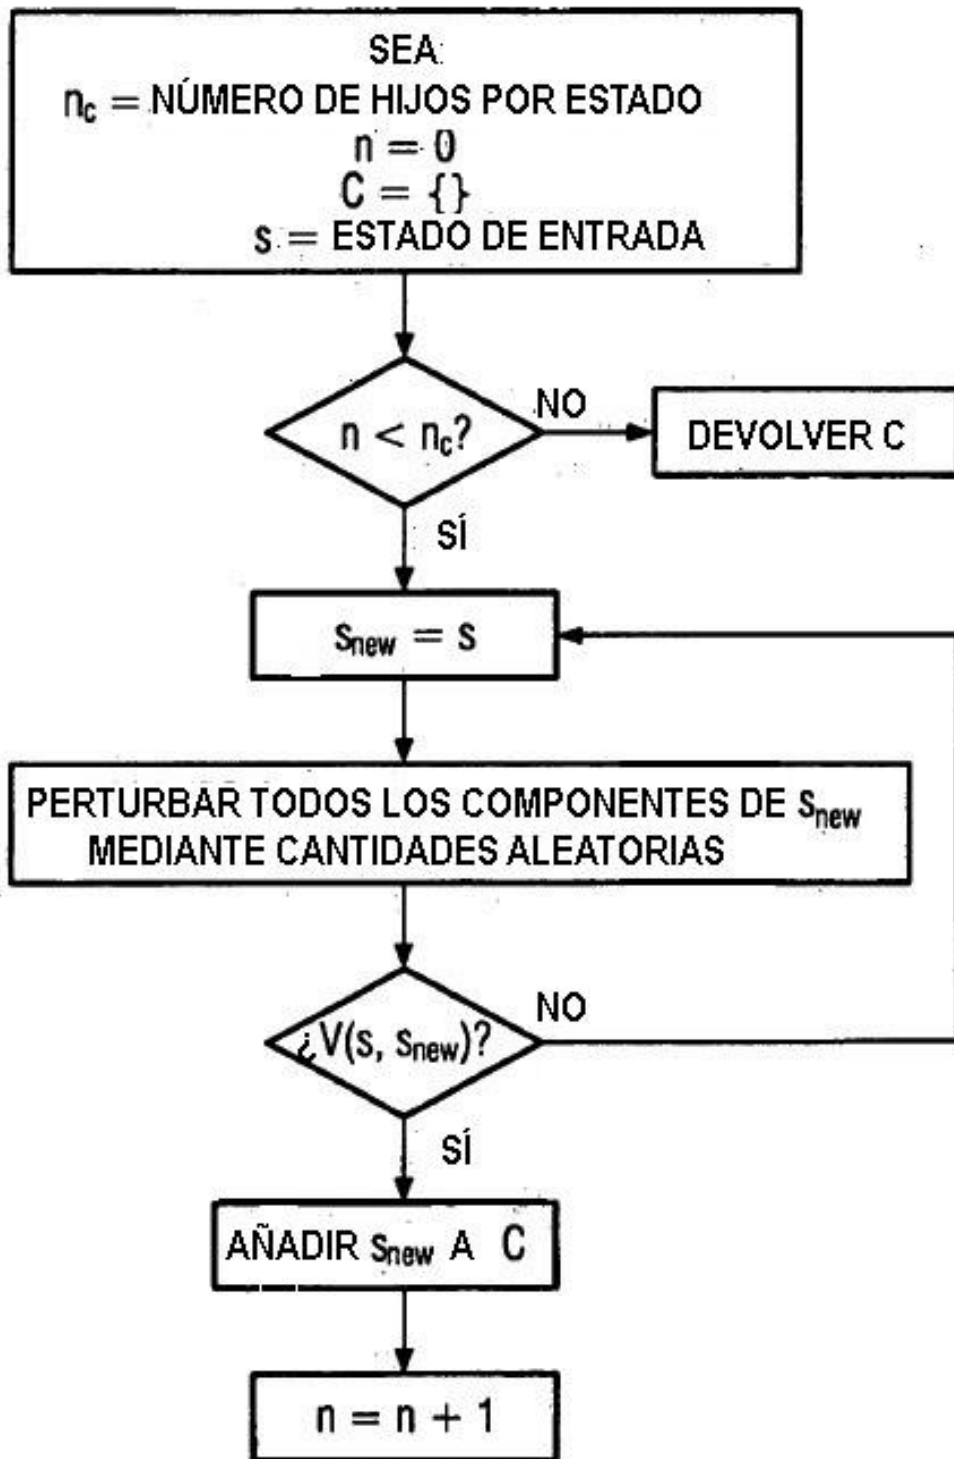 SEA:
n_c = NÚMERO DE HIJOS POR ESTADO
n = 0
C = {}
s = ESTADO DE ENTRADA
n < n_c?
NO
DEVOLVER C
SÍ
s_new = s
PERTURBAR TODOS LOS COMPONENTES DE s_new
MEDIANTE CANTIDADES ALEATORIAS
¿V(s, s_new)?
NO
SÍ
AÑADIR s_new A C
n = n + 1